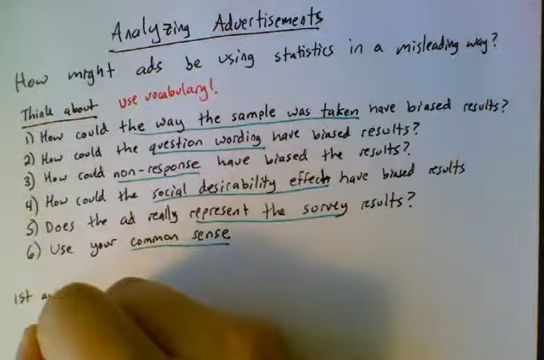 Analyzing Advertisements
How might ads be using statistics in a misleading way?
Think about Use vocabulary!
1) How could the way the sample was taken have biased results?
2) How could the question wording have biased results?
3) How could non-response have biased the results?
4) How could the social desirability effect have biased results
5) Does the ad really represent the survey results?
6) Use your common sense
1st